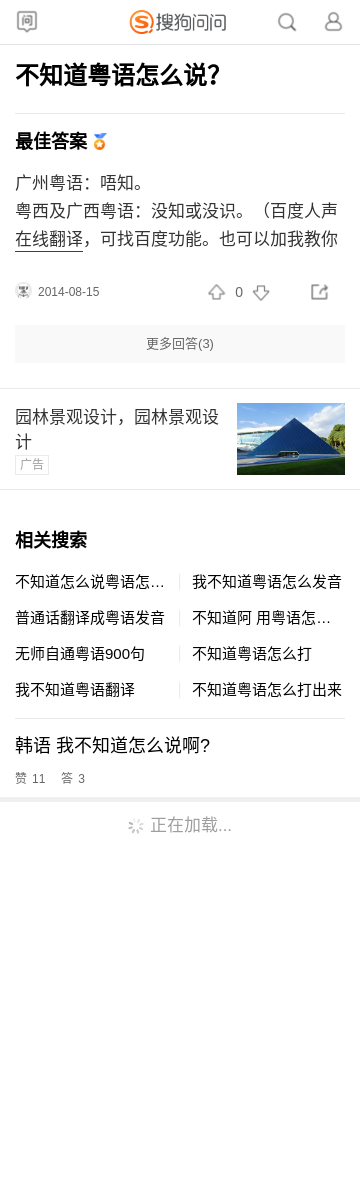 问
搜狗问问
不知道粤语怎么说？
最佳答案
广州粤语：唔知。
粤西及广西粤语：没知或没识。（百度人声
在线翻译，可找百度功能。也可以加我教你
2014-08-15
0
更多回答(3)
园林景观设计，园林景观设
计
广告
相关搜索
不知道怎么说粤语怎…
我不知道粤语怎么发音
普通话翻译成粤语发音
不知道阿 用粤语怎…
无师自通粤语900句
不知道粤语怎么打
我不知道粤语翻译
不知道粤语怎么打出来
韩语 我不知道怎么说啊?
赞 11 答 3
正在加载...